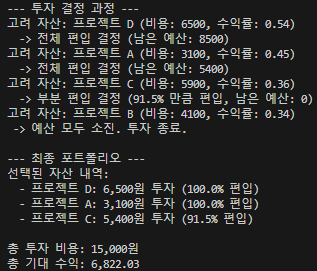 --- 투자 결정 과정 ---
고려 자산: 프로젝트 D (비용: 6500, 수익률: 0.54)
-> 전체 편입 결정 (남은 예산: 8500)
고려 자산: 프로젝트 A (비용: 3100, 수익률: 0.45)
-> 전체 편입 결정 (남은 예산: 5400)
고려 자산: 프로젝트 C (비용: 5900, 수익률: 0.36)
-> 부분 편입 결정 (91.5% 만큼 편입, 남은 예산: 0)
고려 자산: 프로젝트 B (비용: 4100, 수익률: 0.34)
-> 예산 모두 소진. 투자 종료.
--- 최종 포트폴리오 ---
선택된 자산 내역:
- 프로젝트 D: 6,500원 투자 (100.0% 편입)
- 프로젝트 A: 3,100원 투자 (100.0% 편입)
- 프로젝트 C: 5,400원 투자 (91.5% 편입)
총 투자 비용: 15,000원
총 기대 수익: 6,822.03